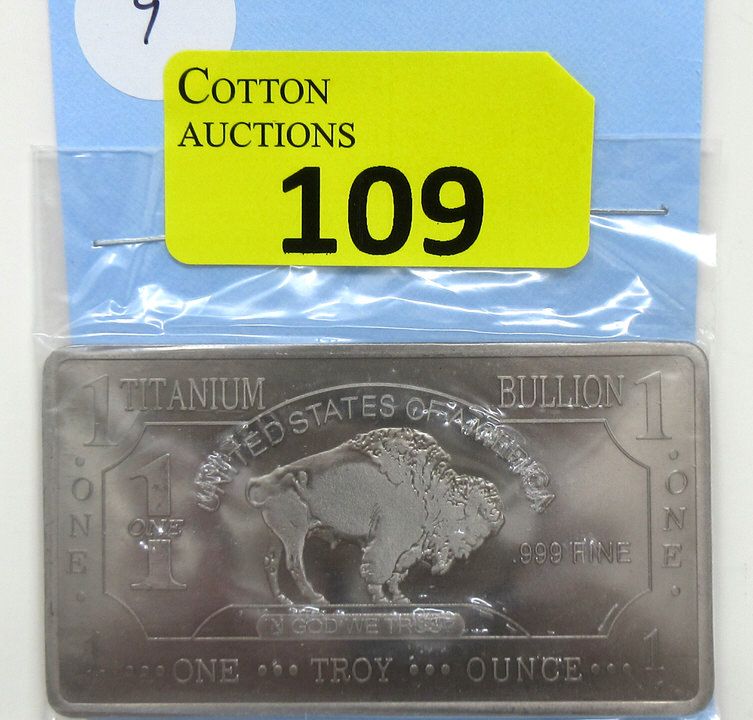 9
COTTON
AUCTIONS
109
1 TITANIUM BULLION 1
UNITED STATES OF AMERICA
ONE
1
ONE
ONE
.999 FINE
IN GOD WE TRUST
1 ONE ••• TROY ••• OUNCE ••• 1